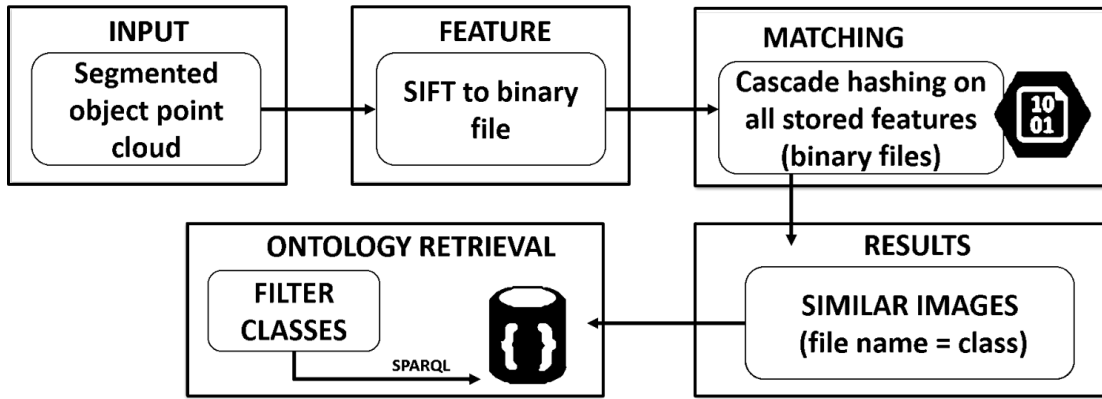 INPUT
Segmented
object point
cloud
FEATURE
SIFT to binary
file
MATCHING
Cascade hashing on
all stored features
(binary files)
10
01
RESULTS
SIMILAR IMAGES
(file name = class)
ONTOLOGY RETRIEVAL
FILTER
CLASSES
SPARQL
{ }